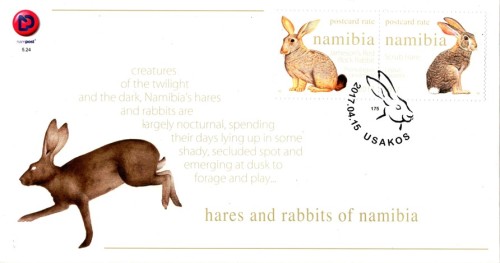 nampost
5.24
postcard rate
namibia
postcard rate
namibia
creatures
of the twilight
and the dark, Namibia's hares
and rabbits are
largely nocturnal, spending
their days lying up in some
shady, secluded spot and
emerging at dusk to
forage and play...
175
2017.04.15
USAKOS
hares and rabbits of namibia